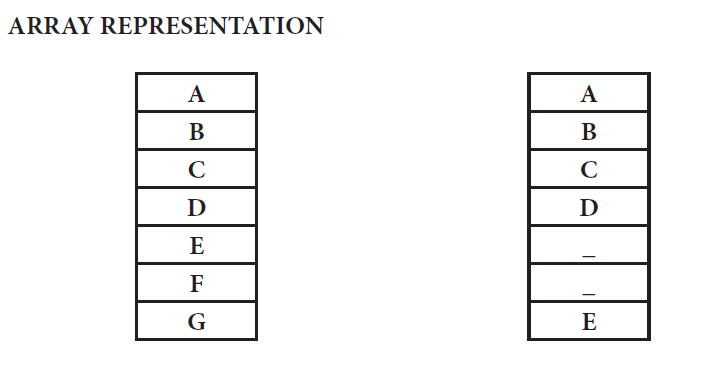 ARRAY REPRESENTATION
A A
B B
C C
D D
E _
F _
G E